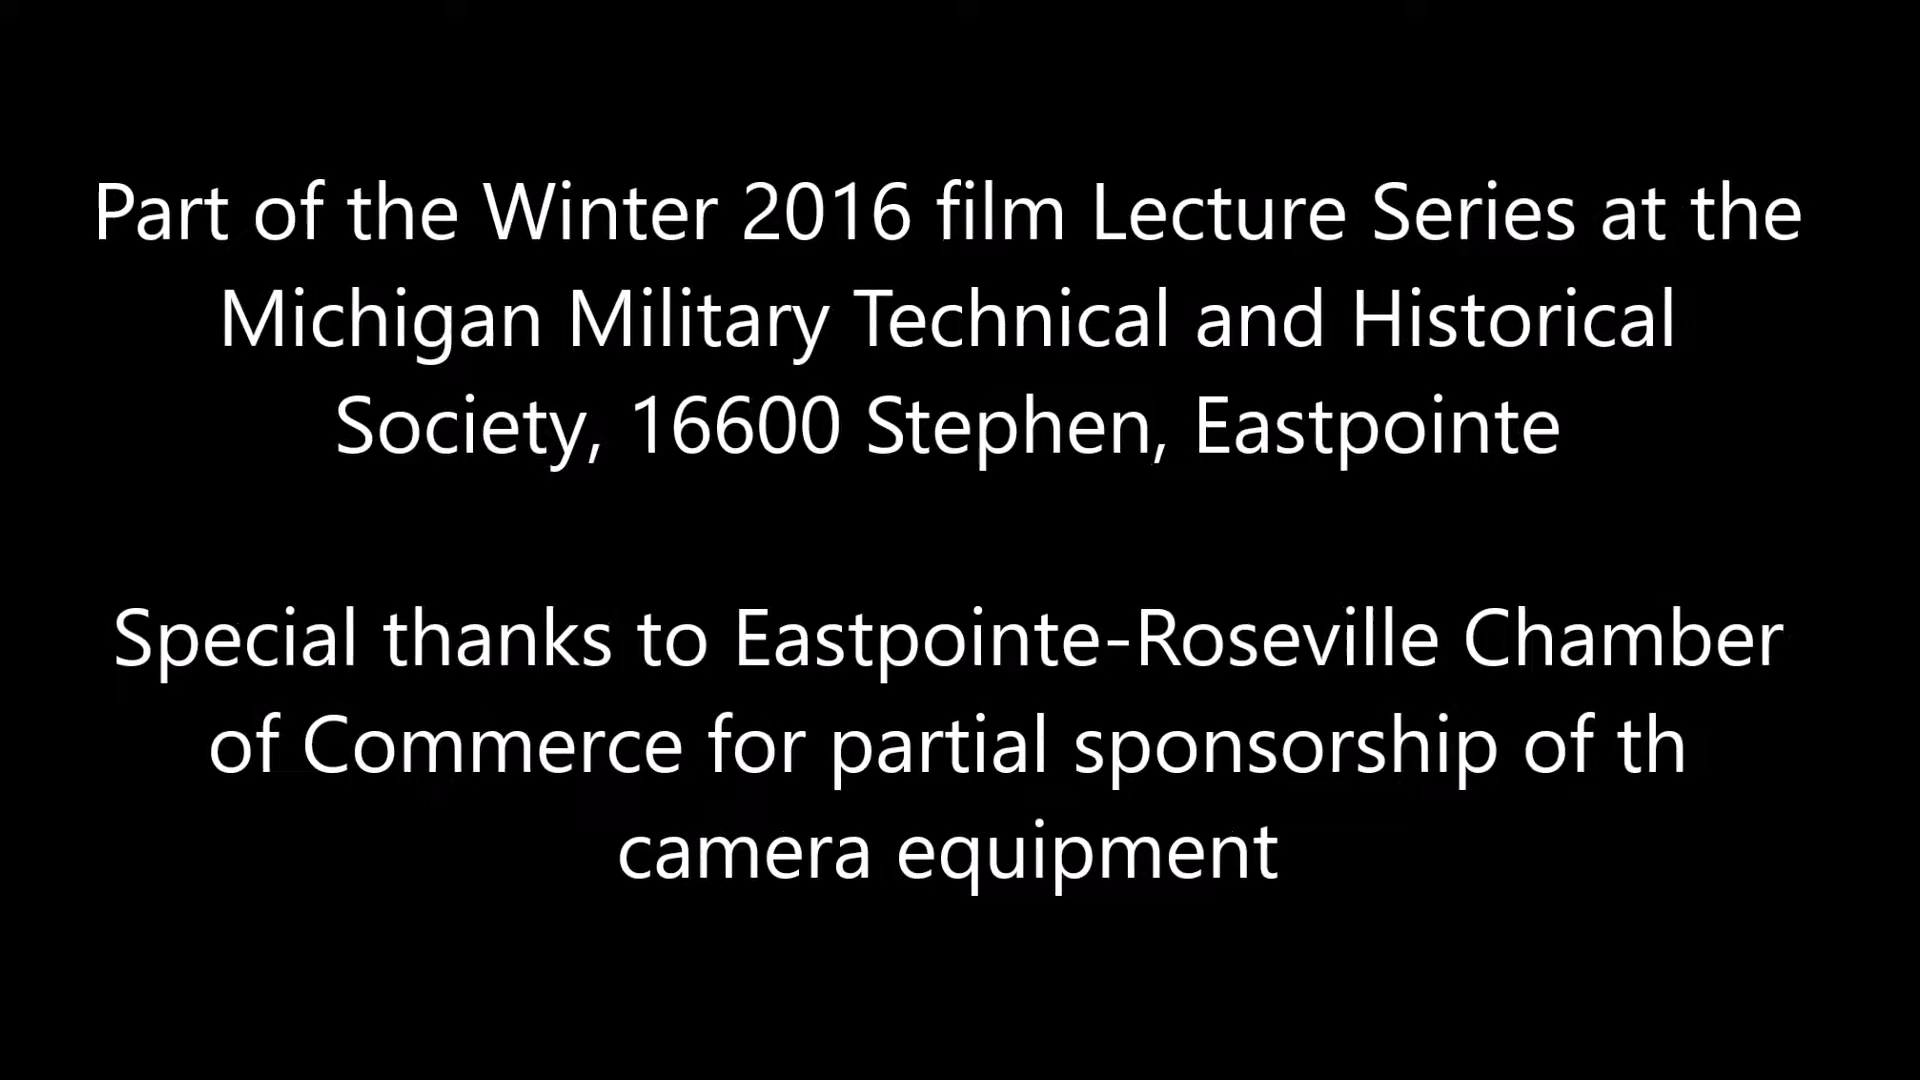 Part of the Winter 2016 film Lecture Series at the
Michigan Military Technical and Historical
Society, 16600 Stephen, Eastpointe
Special thanks to Eastpointe-Roseville Chamber
of Commerce for partial sponsorship of th
camera equipment